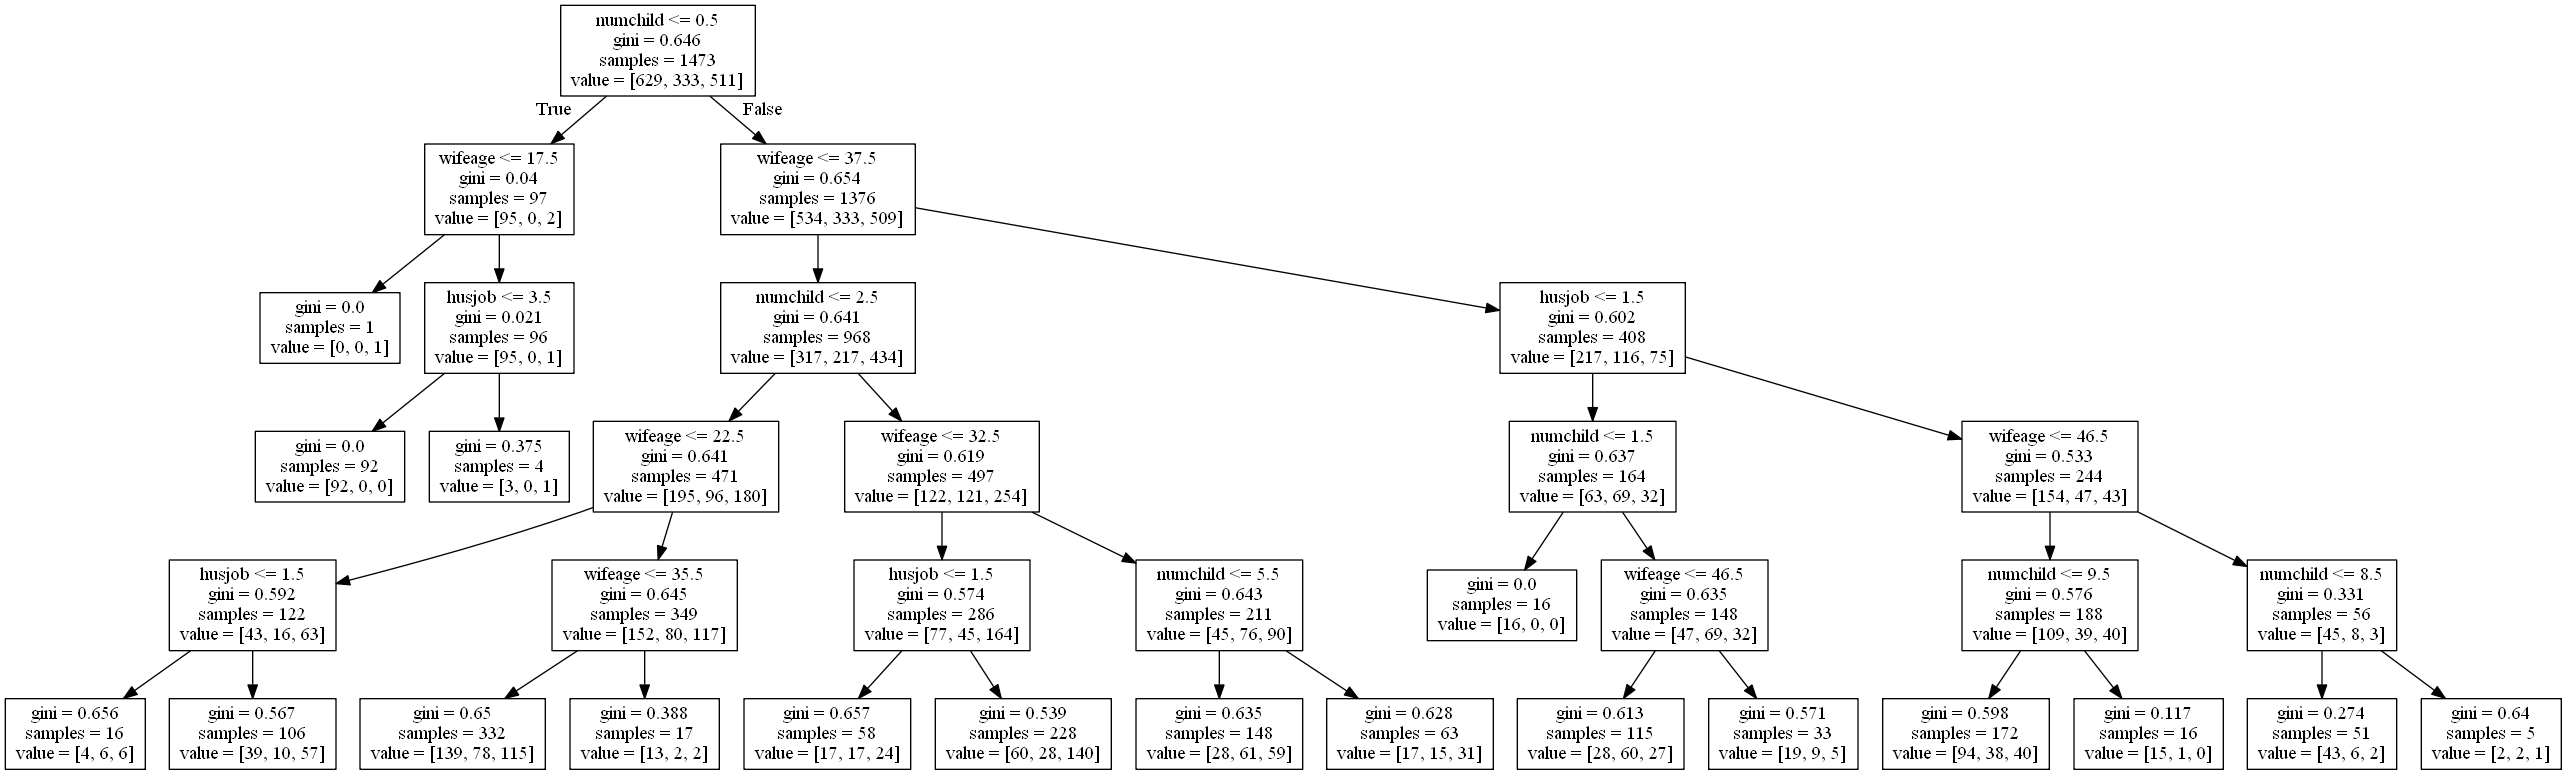 numchild <= 0.5
gini = 0.646
samples = 1473
value = [629, 333, 511]
True
False
wifeage <= 17.5
gini = 0.04
samples = 97
value = [95, 0, 2]
wifeage <= 37.5
gini = 0.654
samples = 1376
value = [534, 333, 509]
gini = 0.0
samples = 1
value = [0, 0, 1]
husjob <= 3.5
gini = 0.021
samples = 96
value = [95, 0, 1]
numchild <= 2.5
gini = 0.641
samples = 968
value = [317, 217, 434]
husjob <= 1.5
gini = 0.602
samples = 408
value = [217, 116, 75]
gini = 0.0
samples = 92
value = [92, 0, 0]
gini = 0.375
samples = 4
value = [3, 0, 1]
wifeage <= 22.5
gini = 0.641
samples = 471
value = [195, 96, 180]
wifeage <= 32.5
gini = 0.619
samples = 497
value = [122, 121, 254]
numchild <= 1.5
gini = 0.637
samples = 164
value = [63, 69, 32]
wifeage <= 46.5
gini = 0.533
samples = 244
value = [154, 47, 43]
husjob <= 1.5
gini = 0.592
samples = 122
value = [43, 16, 63]
wifeage <= 35.5
gini = 0.645
samples = 349
value = [152, 80, 117]
husjob <= 1.5
gini = 0.574
samples = 286
value = [77, 45, 164]
numchild <= 5.5
gini = 0.643
samples = 211
value = [45, 76, 90]
gini = 0.0
samples = 16
value = [16, 0, 0]
wifeage <= 46.5
gini = 0.635
samples = 148
value = [47, 69, 32]
numchild <= 9.5
gini = 0.576
samples = 188
value = [109, 39, 40]
numchild <= 8.5
gini = 0.331
samples = 56
value = [45, 8, 3]
gini = 0.656
samples = 16
value = [4, 6, 6]
gini = 0.567
samples = 106
value = [39, 10, 57]
gini = 0.65
samples = 332
value = [139, 78, 115]
gini = 0.388
samples = 17
value = [13, 2, 2]
gini = 0.657
samples = 58
value = [17, 17, 24]
gini = 0.539
samples = 228
value = [60, 28, 140]
gini = 0.635
samples = 148
value = [28, 61, 59]
gini = 0.628
samples = 63
value = [17, 15, 31]
gini = 0.613
samples = 115
value = [28, 60, 27]
gini = 0.571
samples = 33
value = [19, 9, 5]
gini = 0.598
samples = 172
value = [94, 38, 40]
gini = 0.117
samples = 16
value = [15, 1, 0]
gini = 0.274
samples = 51
value = [43, 6, 2]
gini = 0.64
samples = 5
value = [2, 2, 1]